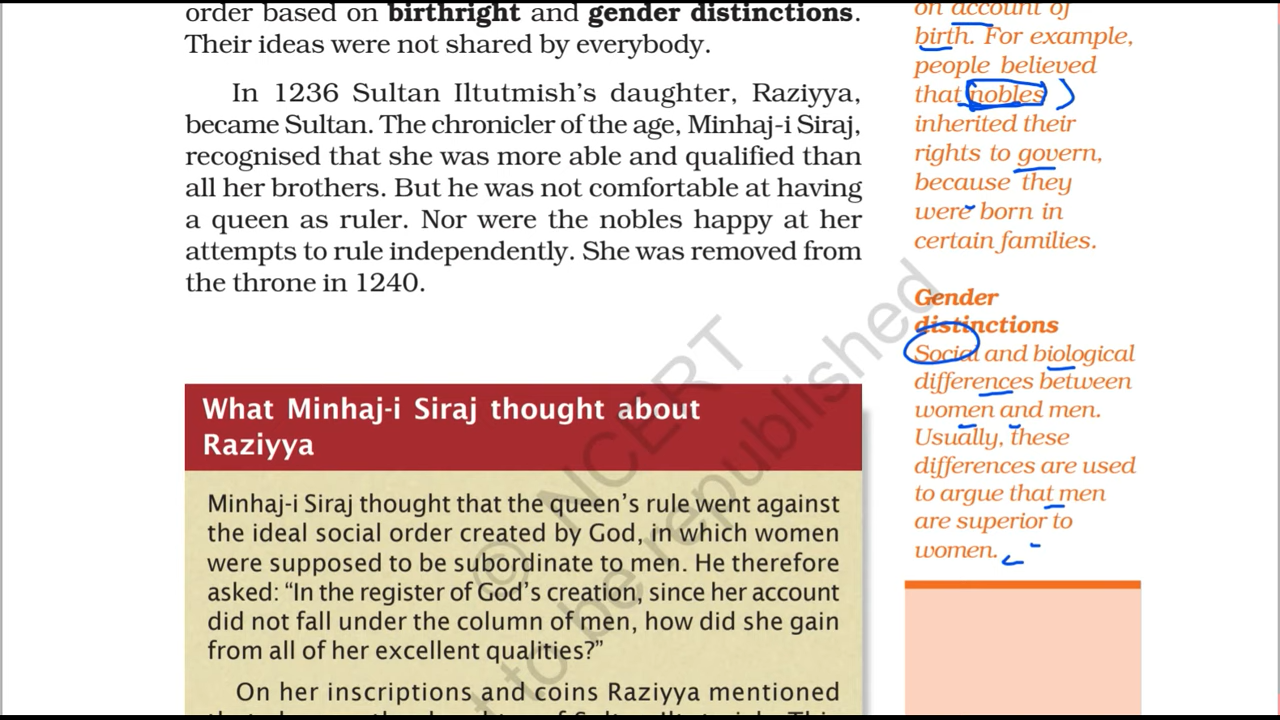 order based on birthright and gender distinctions.
Their ideas were not shared by everybody.
In 1236 Sultan Iltutmish’s daughter, Raziyya,
became Sultan. The chronicler of the age, Minhaj-i Siraj,
recognised that she was more able and qualified than
all her brothers. But he was not comfortable at having
a queen as ruler. Nor were the nobles happy at her
attempts to rule independently. She was removed from
the throne in 1240.
What Minhaj-i Siraj thought about
Raziyya
Minhaj-i Siraj thought that the queen’s rule went against
the ideal social order created by God, in which women
were supposed to be subordinate to men. He therefore
asked: “In the register of God’s creation, since her account
did not fall under the column of men, how did she gain
from all of her excellent qualities?”
On her inscriptions and coins Raziyya mentioned
on account of
birth. For example,
people believed
that nobles
inherited their
rights to govern,
because they
were born in
certain families.
Gender
distinctions
Social and biological
differences between
women and men.
Usually, these
differences are used
to argue that men
are superior to
women.
© NCERT
to be republished